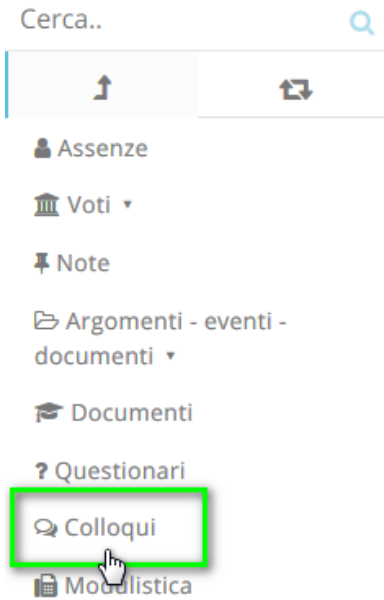 Cerca..
Assenze
Voti ▾
Note
Argomenti - eventi -
documenti ▾
Documenti
? Questionari
Colloqui
Modulistica